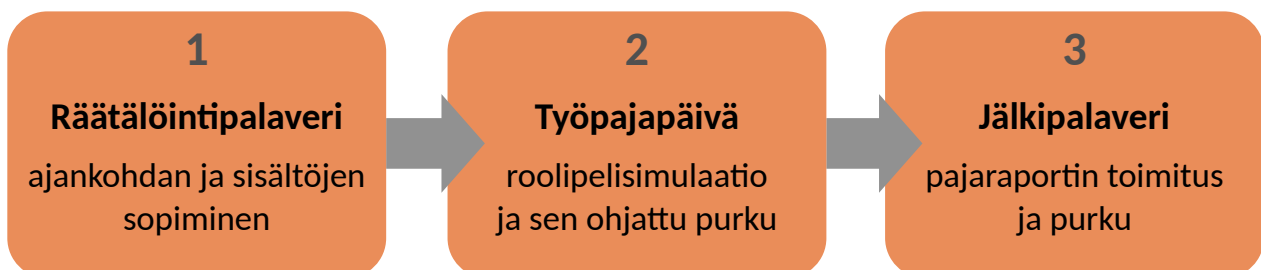 1
Räätälöintipalaveri
ajankohdan ja sisältöjen
sopiminen
2
Työpajapäivä
roolipelisimulaatio
ja sen ohjattu purku
3
Jälkipalaveri
pajaraportin toimitus
ja purku